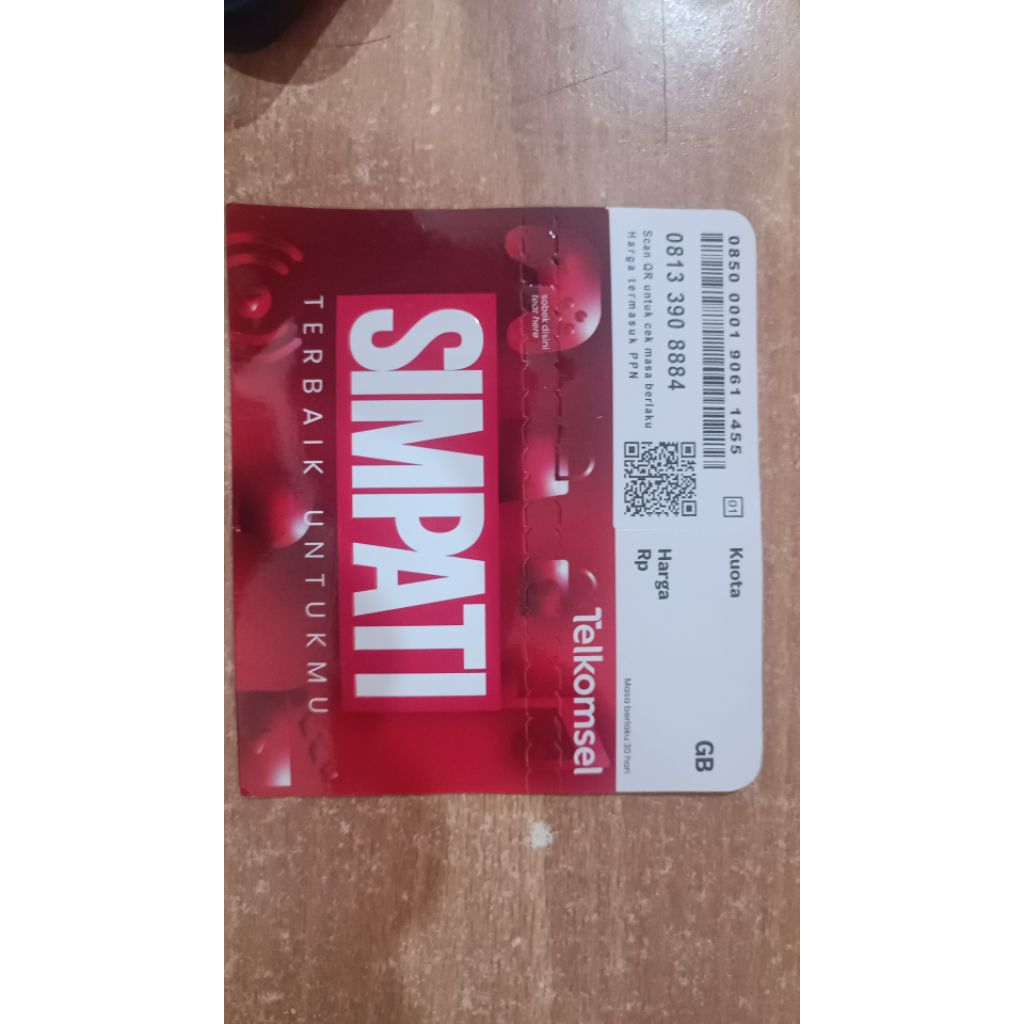 0850 0001 9061 1455
01
0813 390 8884
Scan QR untuk cek masa berlaku
Harga termasuk PPN
Kuota
GB
Harga
Rp
Masa berlaku 30 hari
sobek disini
tear here
Telkomsel
SIMPATI
TERBAIK UNTUKMU